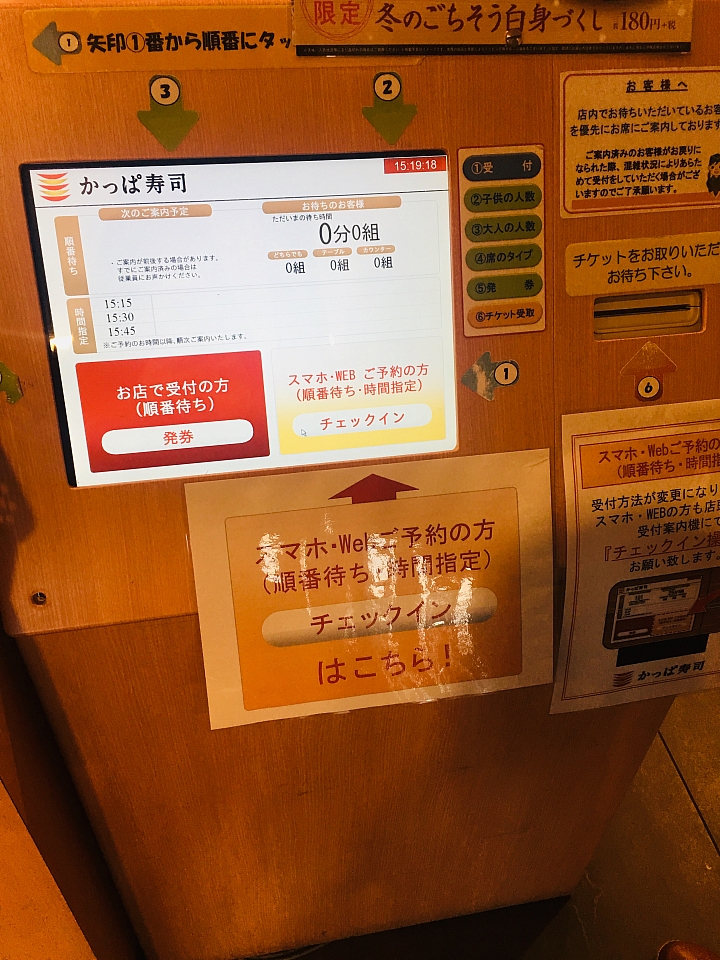 限定
冬のごちそう白身づくし 180円+税
① 矢印①番から順番にタッ
3
2
かっぱ寿司
15:19:18
順番待ち
次のご案内予定
・ご案内が前後する場合があります。
すでにご案内済みの場合は
従業員にお声かけください。
お待ちのお客様
ただいまの待ち時間
0分0組
どちらでも テーブル カウンター
0組 0組 0組
時間指定
15:15
15:30
15:45
※ご予約のお時間以降、順次ご案内いたします。
お店で受付の方
(順番待ち)
発券
スマホ・WEB ご予約の方
(順番待ち・時間指定)
チェックイン
①受 付
②子供の人数
③大人の人数
④席のタイプ
⑤発 券
⑥チケット受取
1
お客様へ
店内でお待ちいただいているお客
を優先にお席にご案内しております
ご案内済みのお客様がお戻りに
なられた際、混雑状況によりあらた
めて受付をしていただく場合がござ
いますのでご了承願います。
チケットをお取りいただ
お待ち下さい。
6
スマホ・Webご予約の
(順番待ち・時間指
受付方法が変更になり
スマホ・WEBの方も店
受付案内機にて
『チェックイン操
お願い致します
かっぱ寿司
スマホ・Webご予約の方
(順番待ち・時間指定)
チェックイン
はこちら!